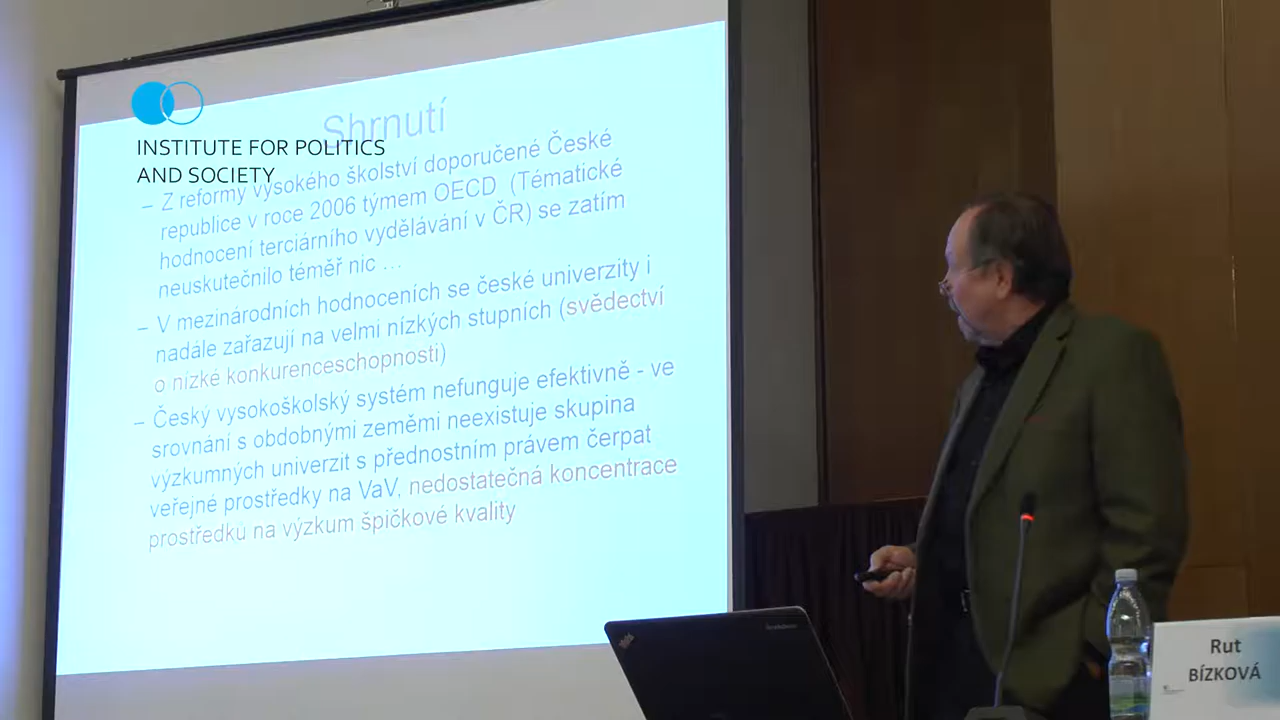 Shrnutí
INSTITUTE FOR POLITICS
AND SOCIETY
– Z reformy vysokého školství doporučené České
republice v roce 2006 týmem OECD (Tématické
hodnocení terciárního vydělávání v ČR) se zatím
neuskutečnilo téměř nic ...
– V mezinárodních hodnoceních se české univerzity i
nadále zařazují na velmi nízkých stupních (svědectví
o nízké konkurenceschopnosti)
– Český vysokoškolský systém nefunguje efektivně - ve
srovnání s obdobnými zeměmi neexistuje skupina
výzkumných univerzit s přednostním právem čerpat
veřejné prostředky na VaV, nedostatečná koncentrace
prostředků na výzkum špičkové kvality
Rut
BÍZKOVÁ